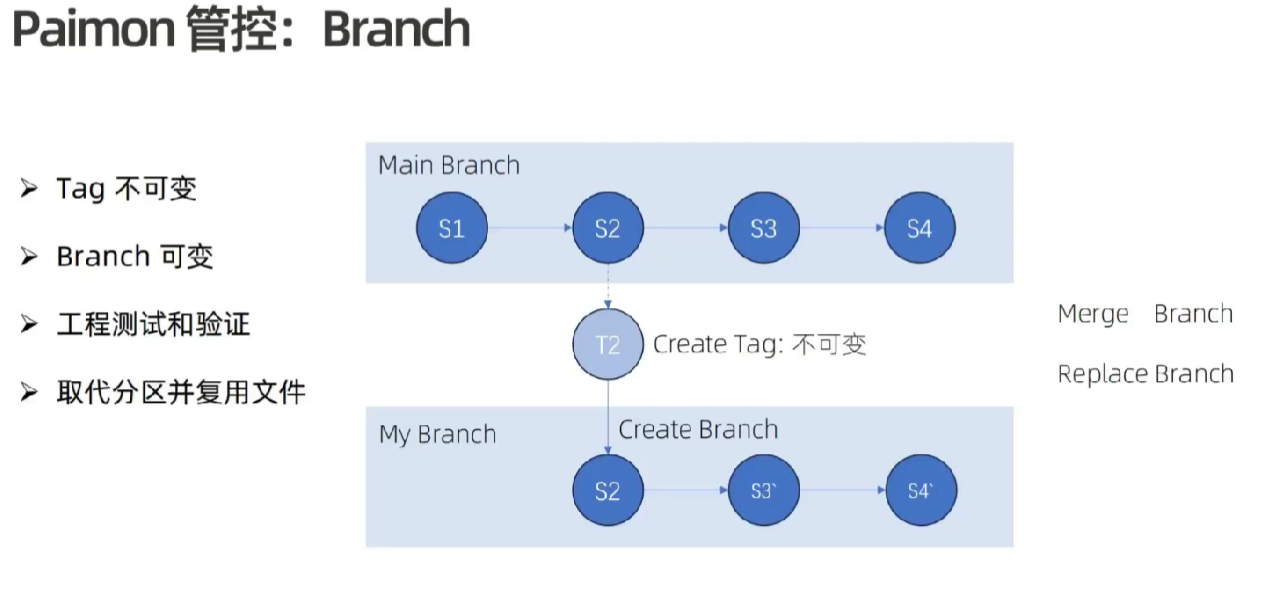 Paimon 管控：Branch
Tag 不可变
Branch 可变
工程测试和验证
取代分区并复用文件
Main Branch
S1
S2
S3
S4
T2
Create Tag: 不可变
My Branch
Create Branch
S2
S3`
S4`
Merge Branch
Replace Branch